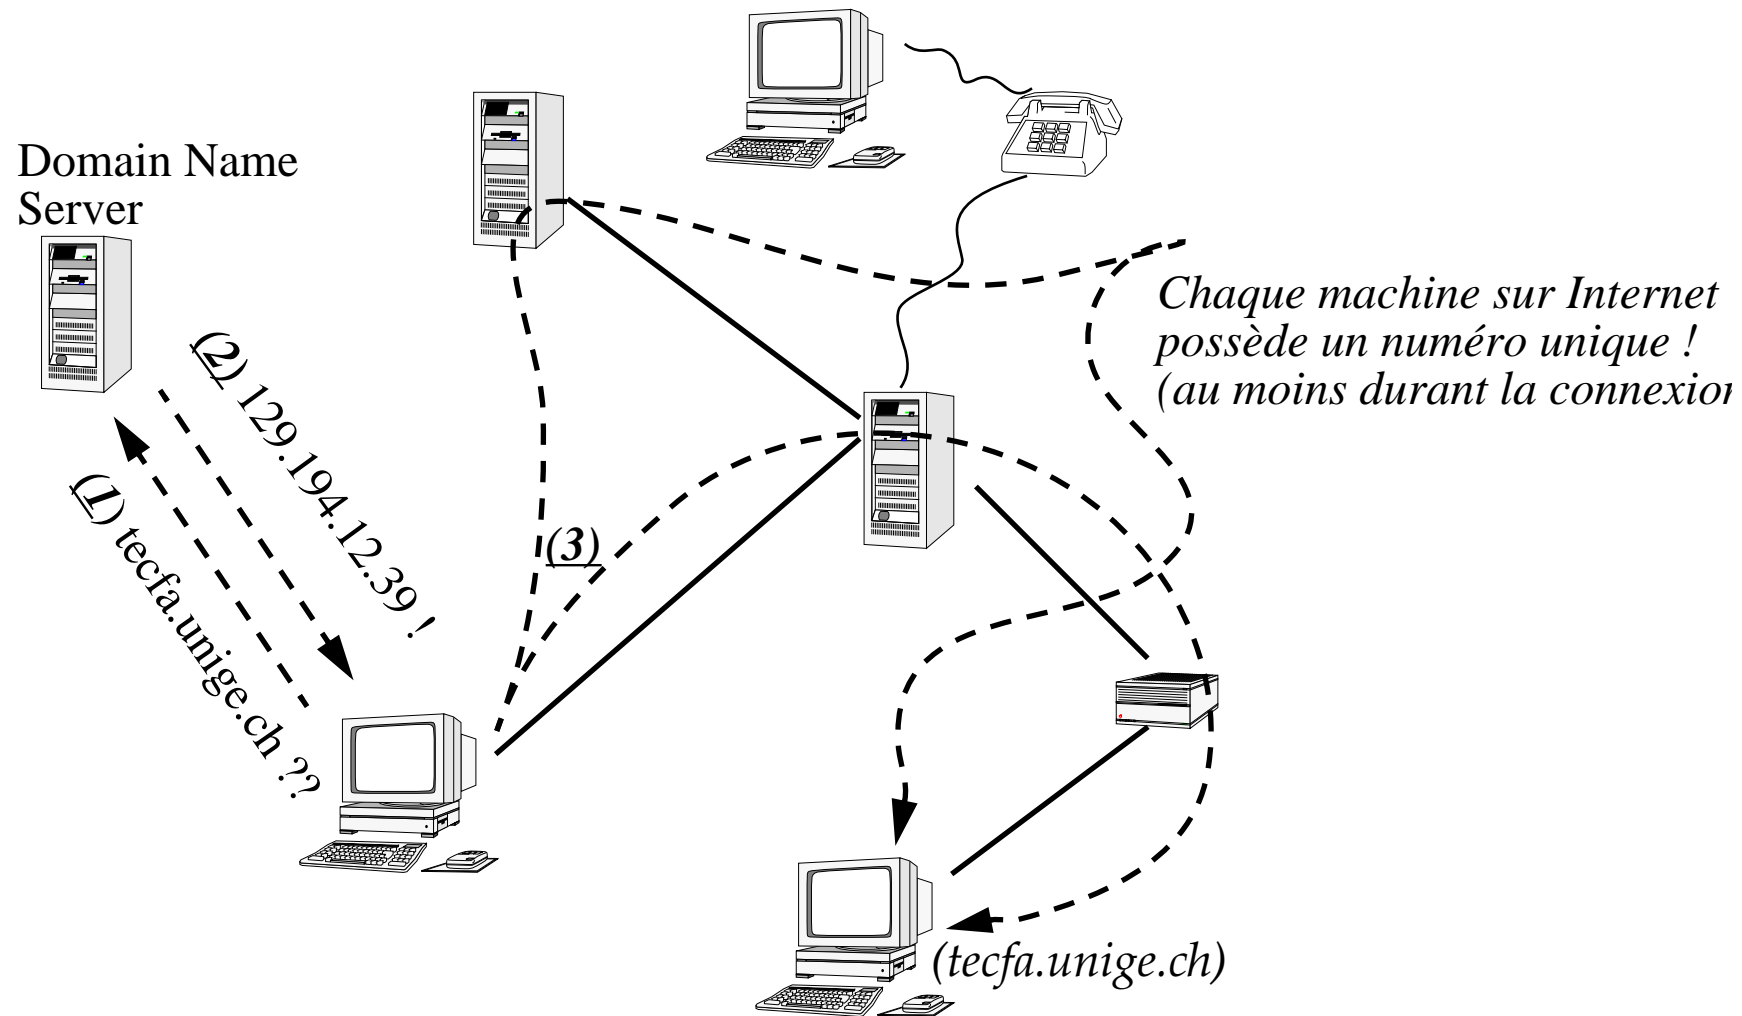 Domain Name
Server
(2) 129.194.12.39 !
(1) tecfa.unige.ch ??
(3)
Chaque machine sur Internet
possède un numéro unique !
(au moins durant la connexion
(tecfa.unige.ch)